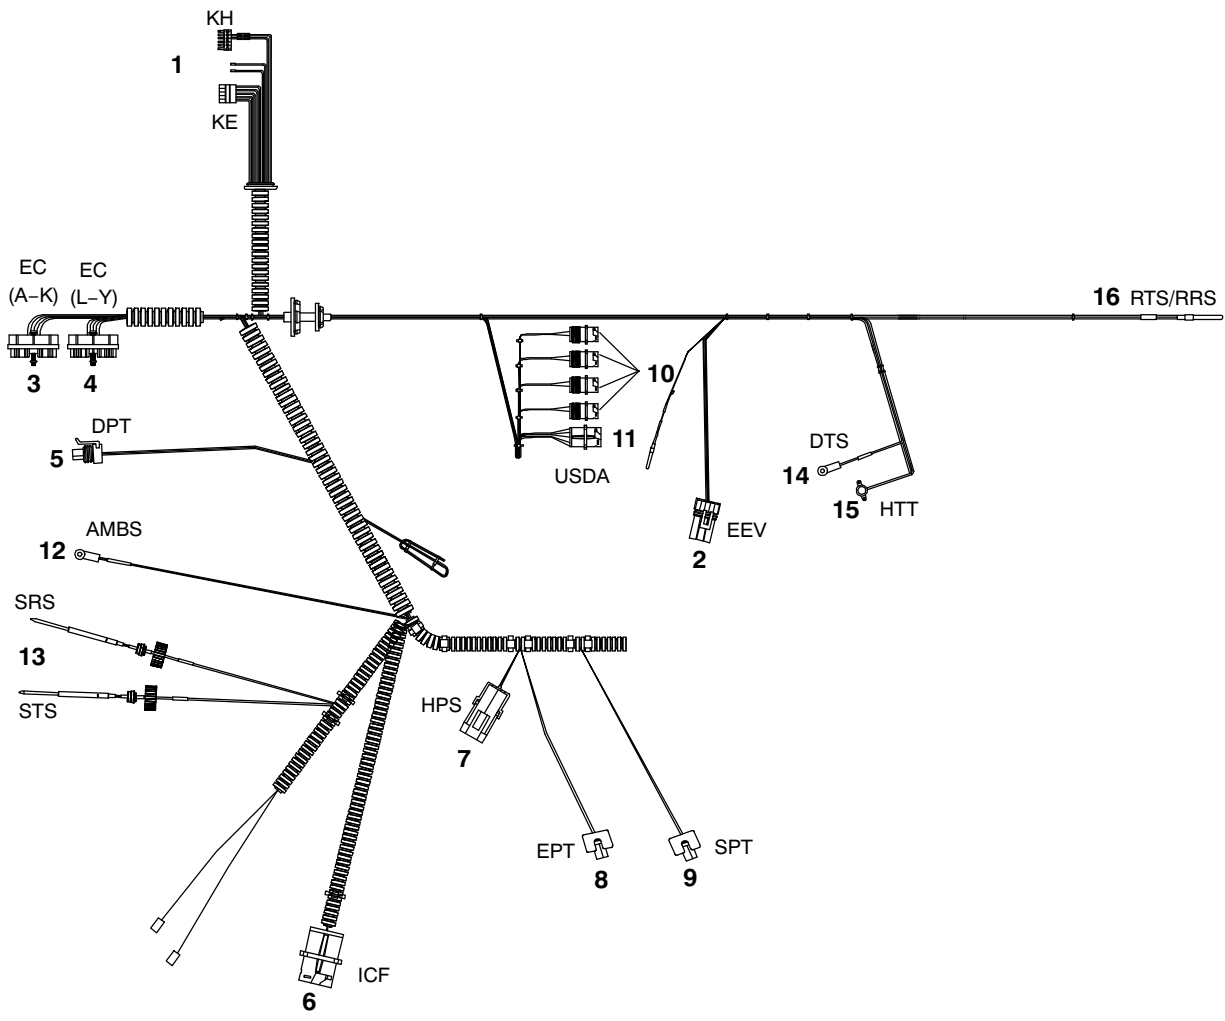 KH
1
KE
EC
(A–K)
EC
(L–Y)
16 RTS/RRS
3
4
10
DPT
5
11
USDA
DTS
14
15
HTT
AMBS
12
EEV
2
SRS
13
STS
HPS
7
EPT
8
SPT
9
ICF
6